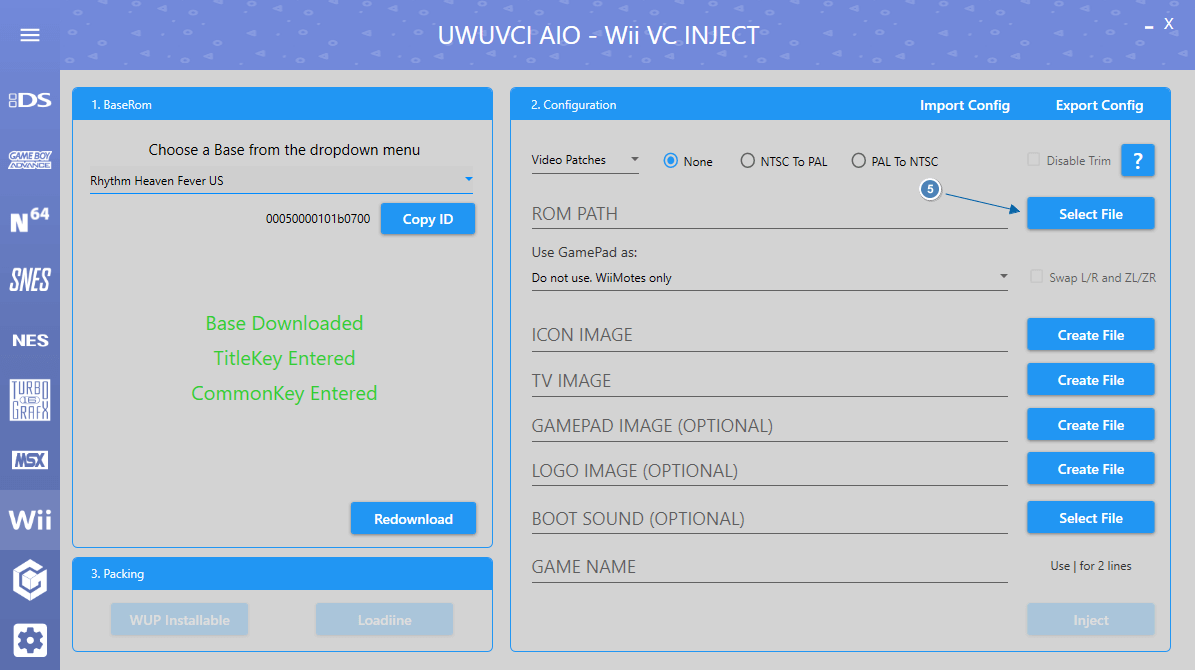 UWUVCI AIO - Wii VC INJECT
X
DS
GAME BOY
ADVANCE
N64
SNES
NES
TURBO
16
GRAFX
MSX
Wii
1. BaseRom
Choose a Base from the dropdown menu
Rhythm Heaven Fever US
00050000101b0700 Copy ID
Base Downloaded
TitleKey Entered
CommonKey Entered
Redownload
3. Packing
WUP Installable Loadiine
2. Configuration Import Config Export Config
Video Patches None NTSC To PAL PAL To NTSC Disable Trim ?
5
ROM PATH Select File
Use GamePad as:
Do not use. WiiMotes only Swap L/R and ZL/ZR
ICON IMAGE Create File
TV IMAGE Create File
GAMEPAD IMAGE (OPTIONAL) Create File
LOGO IMAGE (OPTIONAL) Create File
BOOT SOUND (OPTIONAL) Select File
GAME NAME Use | for 2 lines
Inject